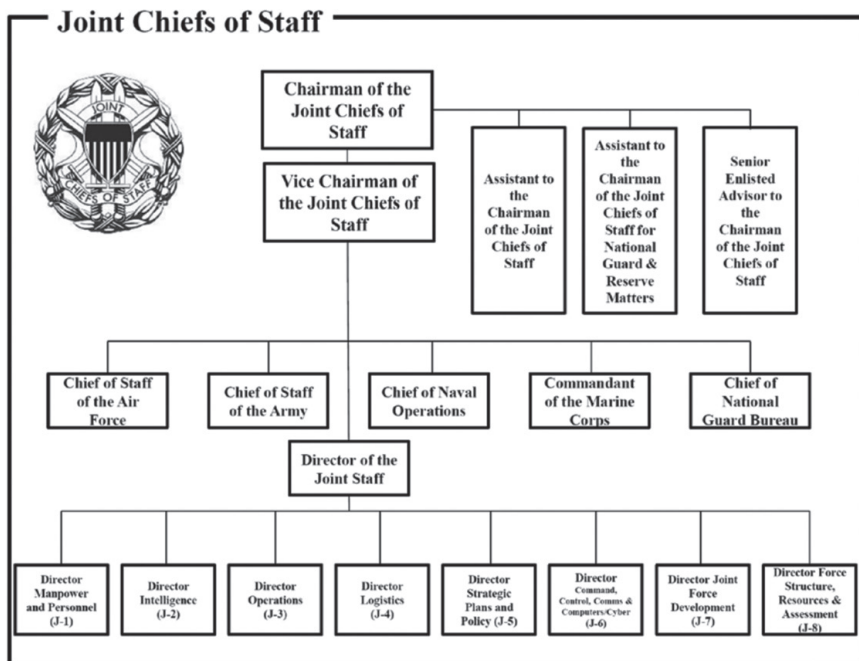 Joint Chiefs of Staff
JOINT
CHIEFS OF STAFF
Chairman of the
Joint Chiefs of
Staff
Vice Chairman of
the Joint Chiefs of
Staff
Assistant to
the
Chairman
of the Joint
Chiefs of
Staff
Assistant to
the
Chairman
of the Joint
Chiefs of
Staff for
National
Guard &
Reserve
Matters
Senior
Enlisted
Advisor to
the
Chairman
of the Joint
Chiefs of
Staff
Chief of Staff
of the Air
Force
Chief of Staff
of the Army
Chief of Naval
Operations
Commandant
of the Marine
Corps
Chief of
National
Guard Bureau
Director of the
Joint Staff
Director
Manpower
and Personnel
(J-1)
Director
Intelligence
(J-2)
Director
Operations
(J-3)
Director
Logistics
(J-4)
Director
Strategic
Plans and
Policy (J-5)
Director
Command,
Control, Comms &
Computers/Cyber
(J-6)
Director Joint
Force
Development
(J-7)
Director Force
Structure,
Resources &
Assessment
(J-8)